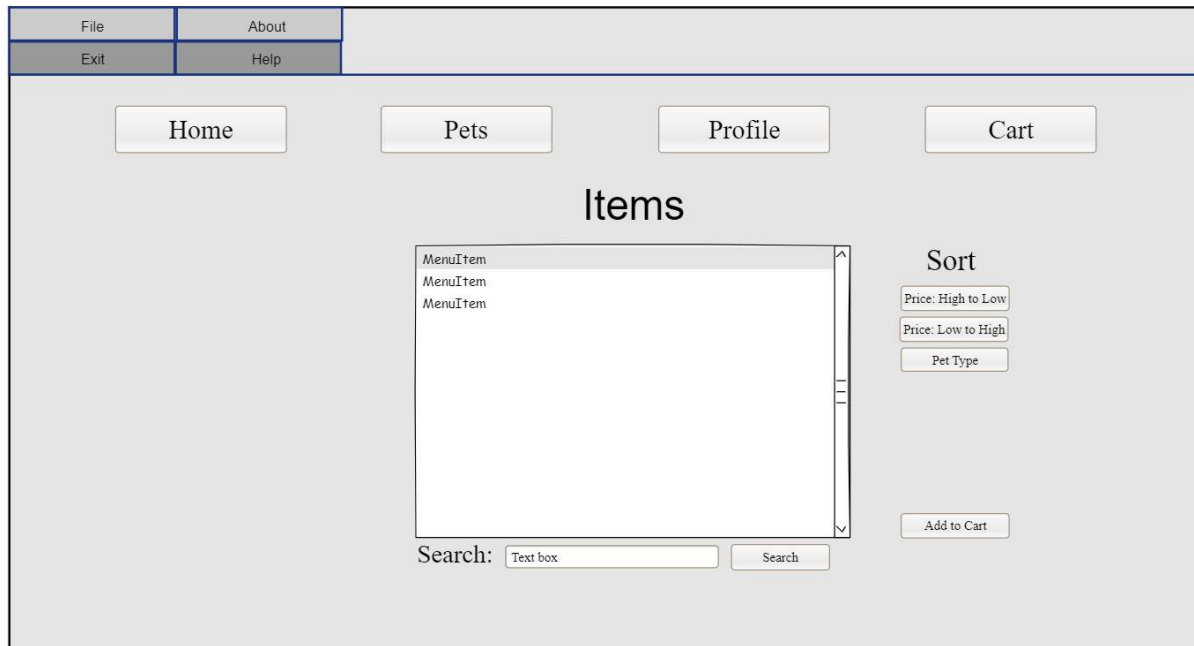 File About
Exit Help
Home Pets Profile Cart
Items
MenuItem
MenuItem
MenuItem
Sort
Price: High to Low
Price: Low to High
Pet Type
Add to Cart
Search: Text box Search